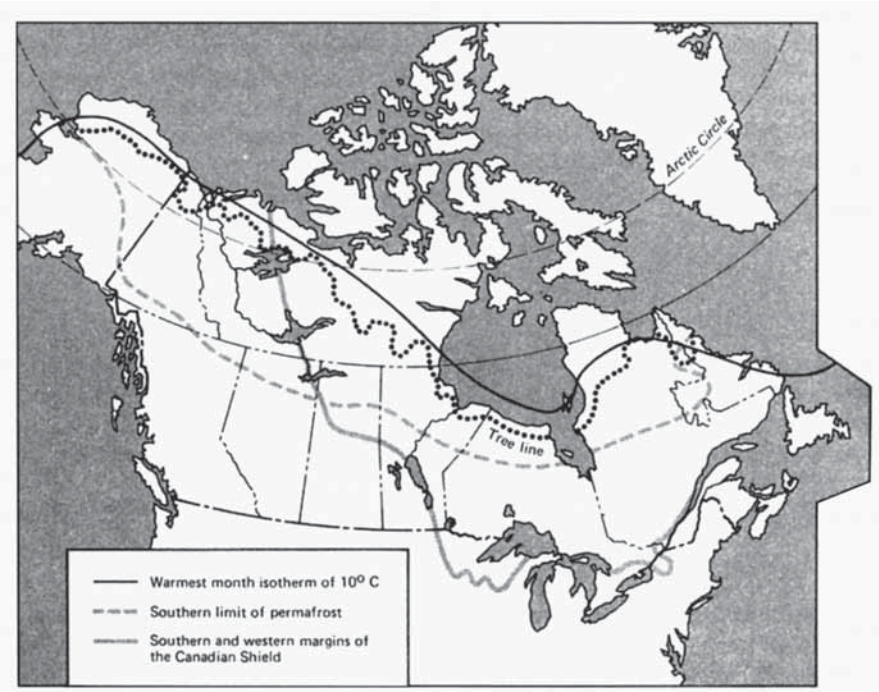 Arctic Circle
Tree line
Warmest month isotherm of 10º C
Southern limit of permafrost
Southern and western margins of
the Canadian Shield